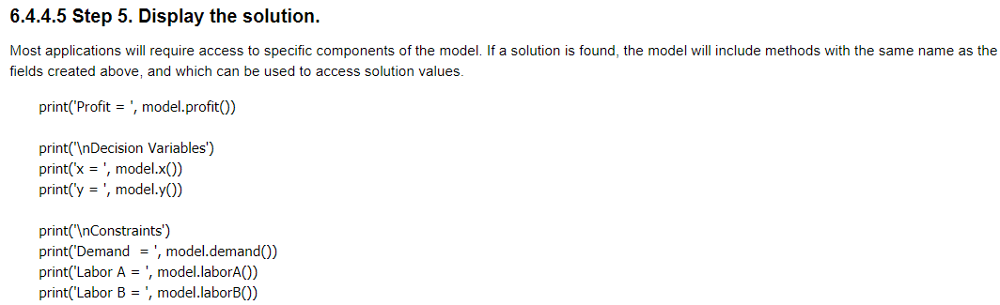 6.4.4.5 Step 5. Display the solution.
Most applications will require access to specific components of the model. If a solution is found, the model will include methods with the same name as the
fields created above, and which can be used to access solution values.
print('Profit = ', model.profit())
print('\nDecision Variables')
print('x = ', model.x())
print('y = ', model.y())
print('\nConstraints')
print('Demand  = ', model.demand())
print('Labor A = ', model.laborA())
print('Labor B = ', model.laborB())